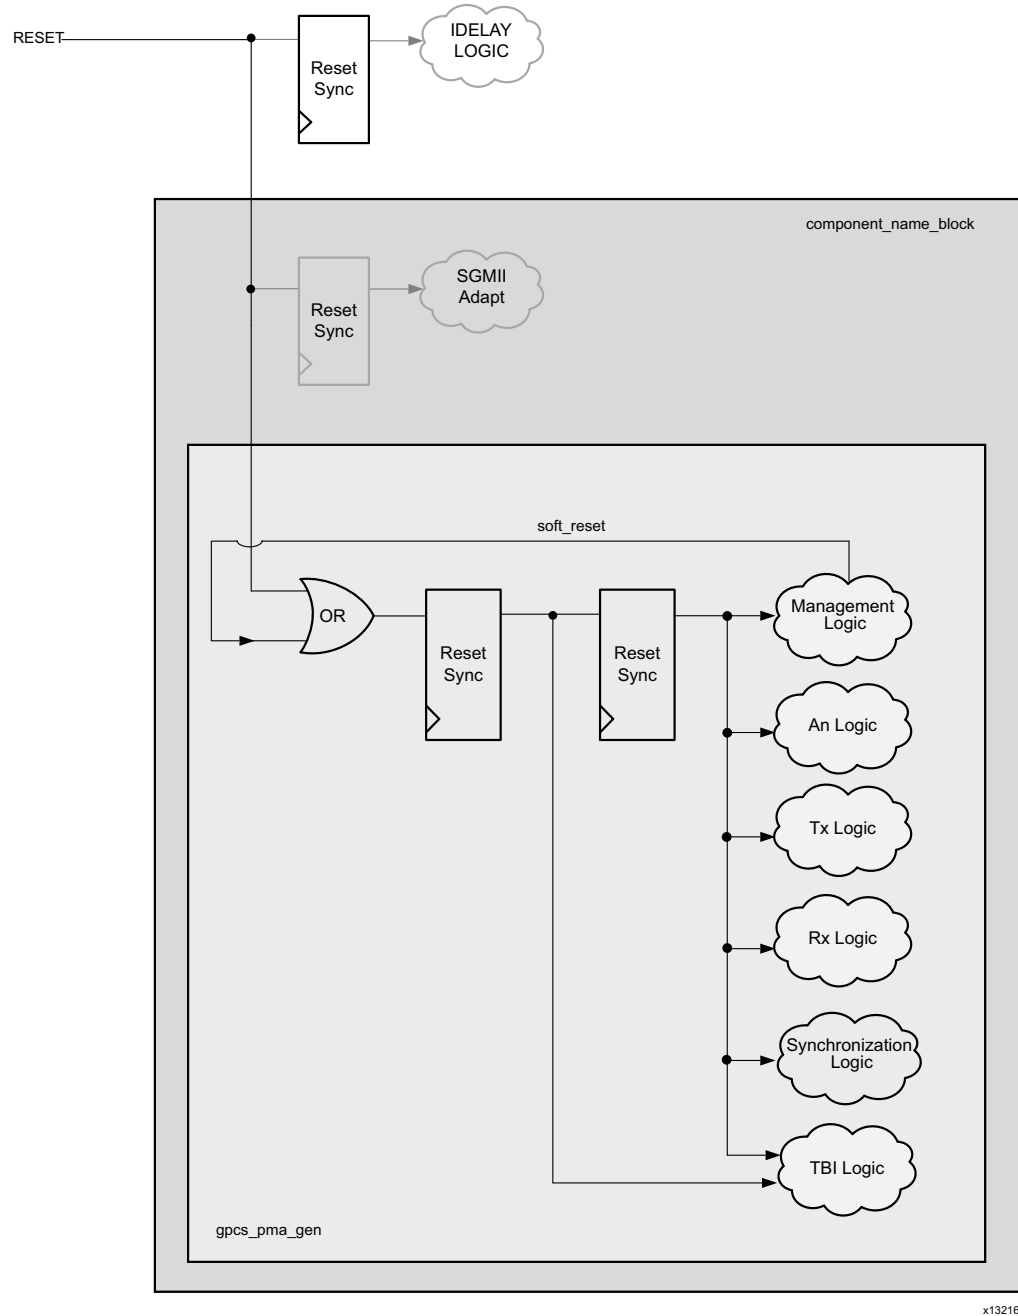 RESET
Reset
Sync
IDELAY
LOGIC
component_name_block
Reset
Sync
SGMII
Adapt
soft_reset
OR
Reset
Sync
Reset
Sync
Management
Logic
An Logic
Tx Logic
Rx Logic
Synchronization
Logic
TBI Logic
gpcs_pma_gen
x13216